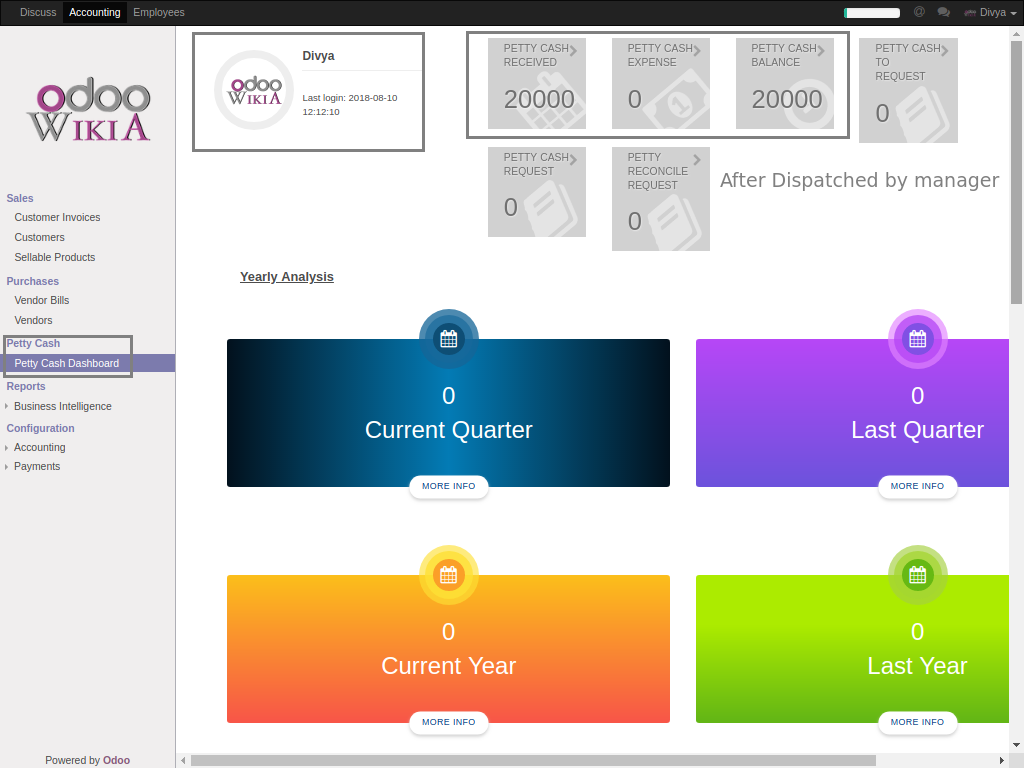 Discuss Accounting Employees @ Divya
odoo
WIKIA
Divya
Last login: 2018-08-10
12:12:10
PETTY CASH
RECEIVED
20000
PETTY CASH
EXPENSE
0
PETTY CASH
BALANCE
20000
PETTY CASH
TO
REQUEST
0
PETTY CASH
REQUEST
0
PETTY
RECONCILE
REQUEST
0
After Dispatched by manager
odoo
WIKIA
Sales
Customer Invoices
Customers
Sellable Products
Purchases
Vendor Bills
Vendors
Petty Cash
Petty Cash Dashboard
Reports
Business Intelligence
Configuration
Accounting
Payments
Powered by Odoo
Yearly Analysis
0
Current Quarter
MORE INFO
0
Last Quarter
MORE INFO
0
Current Year
MORE INFO
0
Last Year
MORE INFO